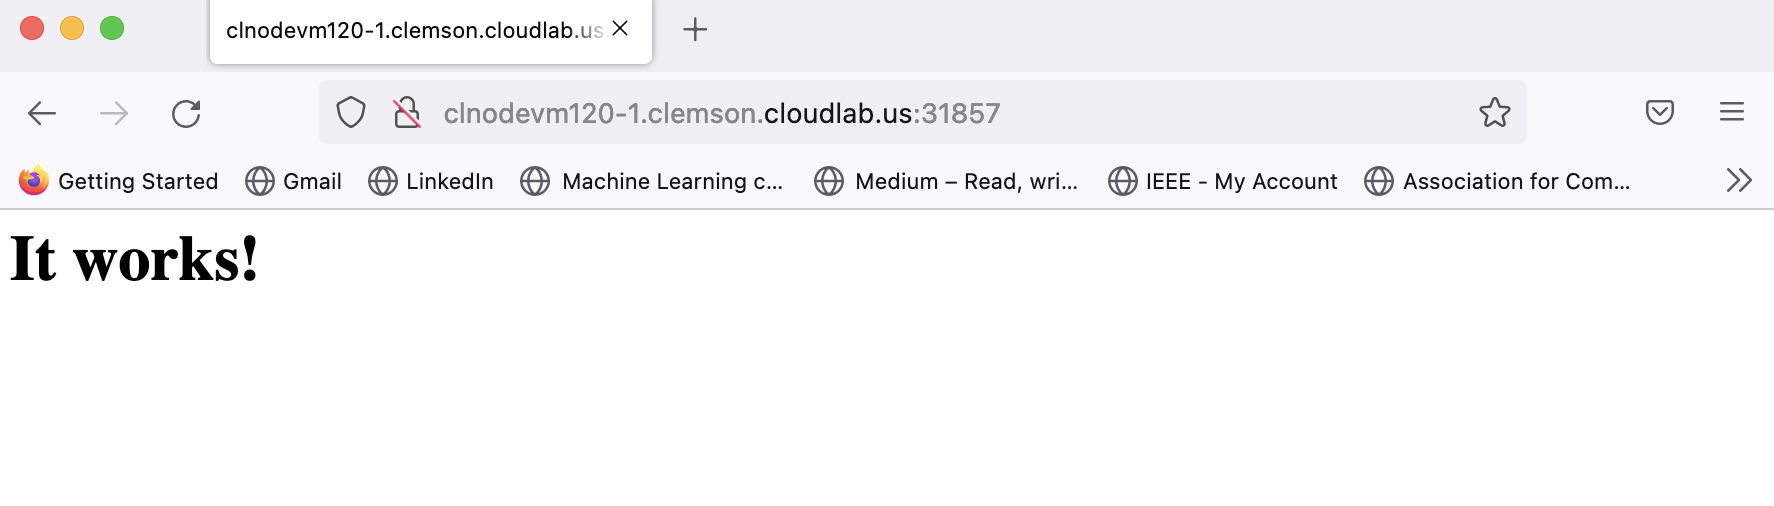 clnodevm120-1.clemson.cloudlab.us
clnodevm120-1.clemson.cloudlab.us:31857
Getting Started Gmail LinkedIn Machine Learning c... Medium – Read, wri... IEEE - My Account Association for Com...
It works!